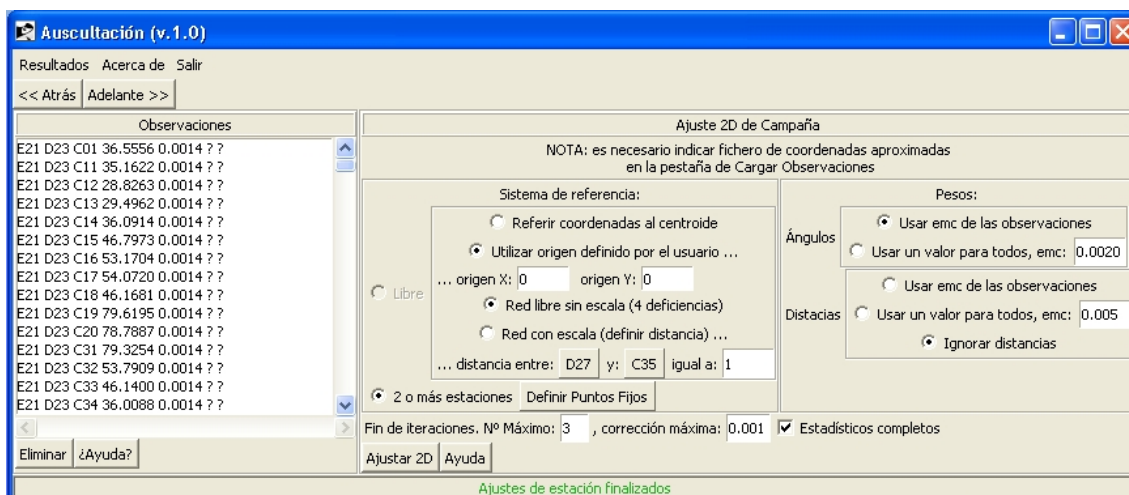 Auscultación (v.1.0)
Resultados Acerca de Salir
<< Atrás Adelante >>
Observaciones
E21 D23 C01 36.5556 0.0014 ? ?
E21 D23 C11 35.1622 0.0014 ? ?
E21 D23 C12 28.8263 0.0014 ? ?
E21 D23 C13 29.4962 0.0014 ? ?
E21 D23 C14 36.0914 0.0014 ? ?
E21 D23 C15 46.7973 0.0014 ? ?
E21 D23 C16 53.1704 0.0014 ? ?
E21 D23 C17 54.0720 0.0014 ? ?
E21 D23 C18 46.1681 0.0014 ? ?
E21 D23 C19 79.6195 0.0014 ? ?
E21 D23 C20 78.7887 0.0014 ? ?
E21 D23 C31 79.3254 0.0014 ? ?
E21 D23 C32 53.7909 0.0014 ? ?
E21 D23 C33 46.1400 0.0014 ? ?
E21 D23 C34 36.0088 0.0014 ? ?
Eliminar ¿Ayuda?
Ajuste 2D de Campaña
NOTA: es necesario indicar fichero de coordenadas aproximadas
en la pestaña de Cargar Observaciones
Sistema de referencia:
Libre
Referir coordenadas al centroide
Utilizar origen definido por el usuario ...
... origen X: 0 origen Y: 0
Red libre sin escala (4 deficiencias)
Red con escala (definir distancia) ...
... distancia entre: D27 y: C35 igual a: 1
2 o más estaciones Definir Puntos Fijos
Pesos:
Ángulos
Usar emc de las observaciones
Usar un valor para todos, emc: 0.0020
Distacias
Usar emc de las observaciones
Usar un valor para todos, emc: 0.005
Ignorar distancias
Fin de iteraciones. Nº Máximo: 3 , corrección máxima: 0.001 Estadísticos completos
Ajustar 2D Ayuda
Ajustes de estación finalizados